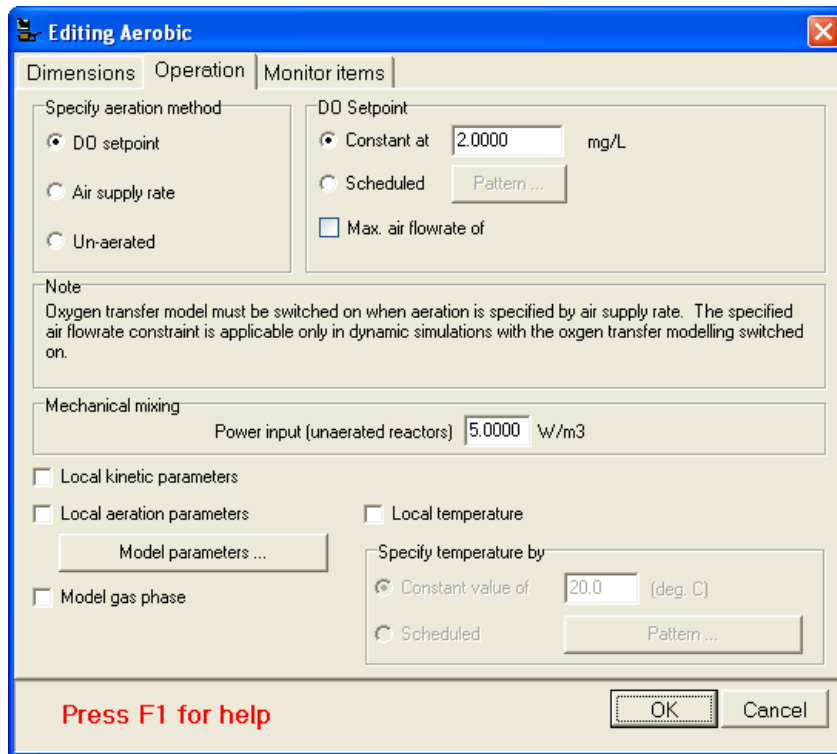 Editing Aerobic
Dimensions Operation Monitor items
Specify aeration method
DO setpoint
Air supply rate
Un-aerated
DO Setpoint
Constant at 2.0000 mg/L
Scheduled Pattern ...
Max. air flowrate of
Note
Oxygen transfer model must be switched on when aeration is specified by air supply rate. The specified
air flowrate constraint is applicable only in dynamic simulations with the oxgen transfer modelling switched
on.
Mechanical mixing
Power input (unaerated reactors) 5.0000 W/m3
Local kinetic parameters
Local aeration parameters
Model parameters ...
Model gas phase
Local temperature
Specify temperature by
Constant value of 20.0 (deg. C)
Scheduled Pattern ...
Press F1 for help
OK Cancel